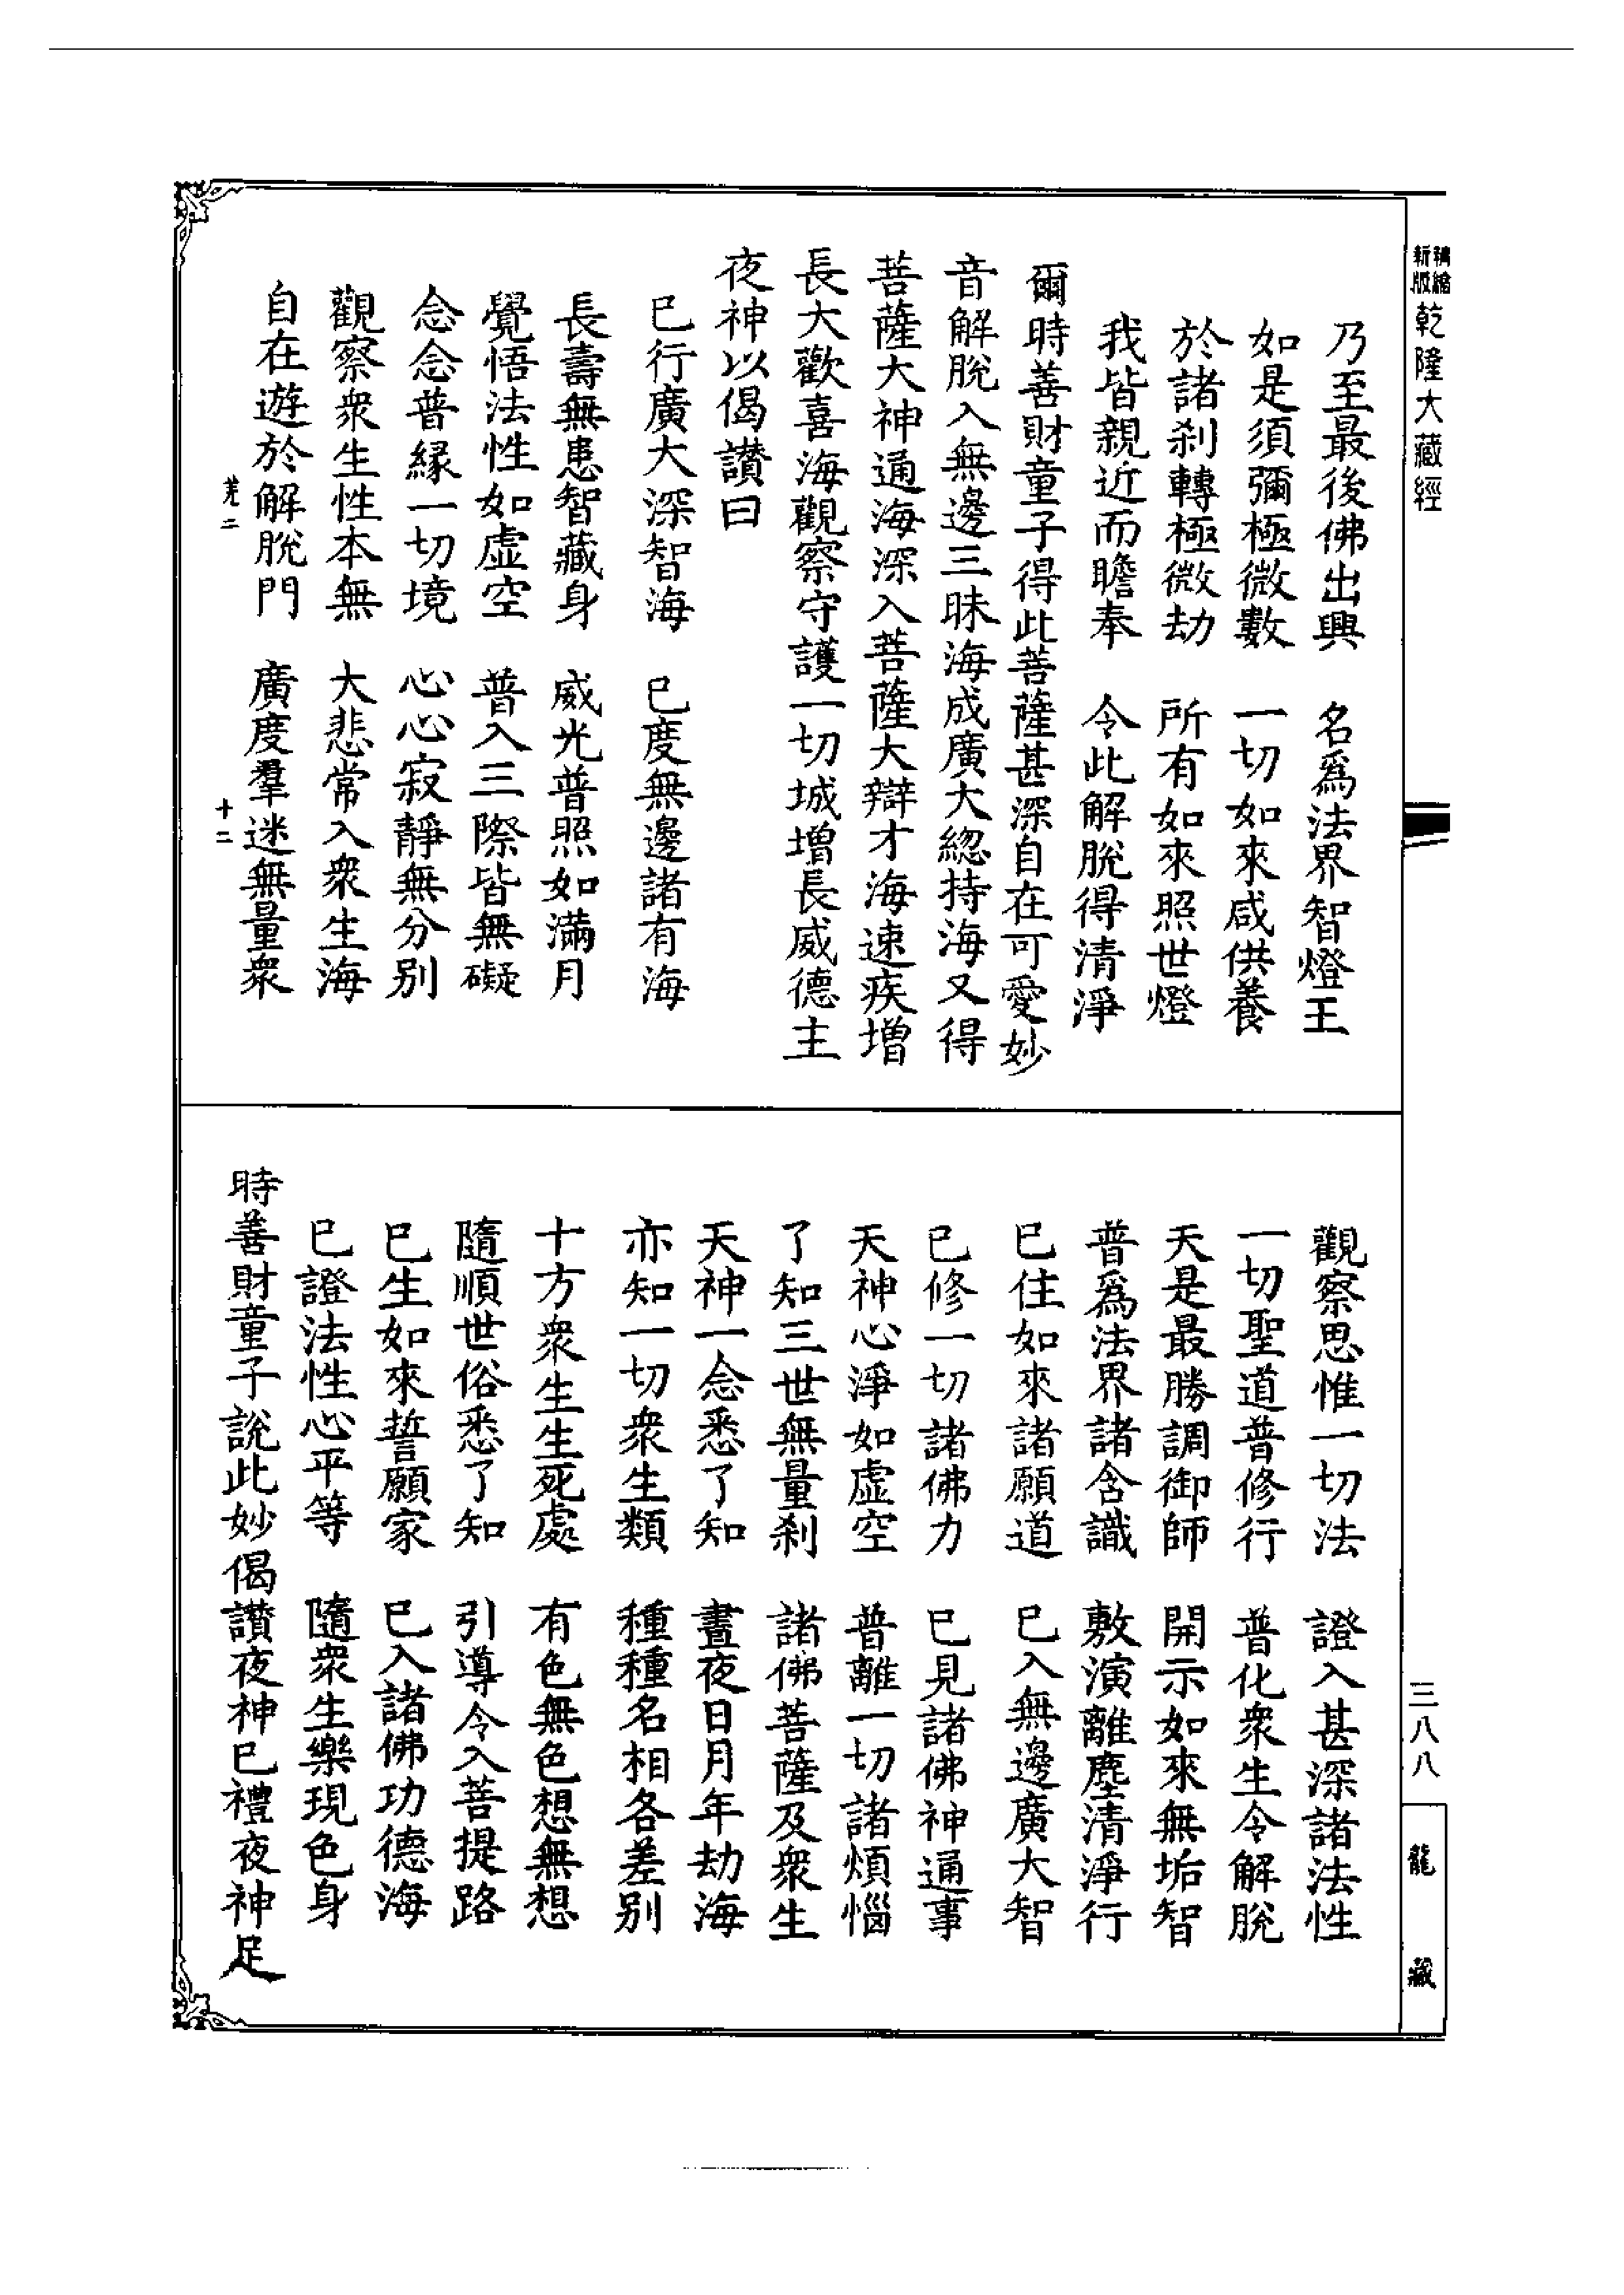 新版精繪乾隆大藏經
乃至最後佛出興　名爲法界智燈王
如是須彌極微數　一切如來咸供養
於諸刹轉極微劫　所有如來照世燈
我皆親近而瞻奉　令此解脫得清淨
爾時善財童子得此菩薩甚深自在可愛妙
音解脫入無邊三昧海成廣大緫持海又得
菩薩大神通海深入菩薩大辯才海速疾增
長大歡喜海觀察守護一切城增長威德主
夜神以偈讃曰
已行廣大深智海　已度無邊諸有海
長壽無患智藏身　威光普照如滿月
覺悟法性如虛空　普入三際皆無礙
念念普縁一切境　心心寂靜無分别
觀察衆生性本無　大悲常入衆生海
自在遊於解脫門　廣度羣迷無量衆
十二
觀察思惟一切法　證入甚深諸法性
一切聖道普修行　普化衆生令解脫
天是最勝調御師　開示如來無垢智
普爲法界諸含識　敷演離塵清淨行
已住如來諸願道　已入無邊廣大智
已修一切諸佛力　已見諸佛神通事
天神心淨如虛空　普離一切諸煩惱
了知三世無量刹　諸佛菩薩及衆生
天神一念悉了知　晝夜日月年劫海
亦知一切衆生類　種種名相各差别
十方衆生生死處　有色無色想無想
隨順世俗悉了知　引導令入菩提路
已生如來誓願家　已入諸佛功德海
已證法性心平等　隨衆生樂現色身
時善財童子說此妙偈讃夜神已禮夜神足
三八八
龍藏